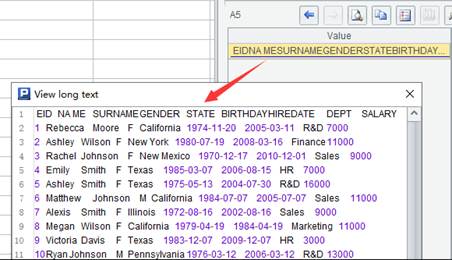 A5
Value
EIDNA MESURNAMEGENDERSTATEBIRTHDAY...
View long text
1 EID NA ME SURNAMEGENDER STATE BIRTHDAYHIREDATE DEPT SALARY
2 1 Rebecca Moore F California 1974-11-20 2005-03-11 R&D 7000
3 2 Ashley Wilson F New York 1980-07-19 2008-03-16 Finance 11000
4 3 Rachel Johnson F New Mexico 1970-12-17 2010-12-01 Sales 9000
5 4 Emily Smith F Texas 1985-03-07 2006-08-15 HR 7000
6 5 Ashley Smith F Texas 1975-05-13 2004-07-30 R&D 16000
7 6 Matthew Johnson M California 1984-07-07 2005-07-07 Sales 11000
8 7 Alexis Smith F Illinois 1972-08-16 2002-08-16 Sales 9000
9 8 Megan Wilson F California 1979-04-19 1984-04-19 Marketing 11000
10 9 Victoria Davis F Texas 1983-12-07 2009-12-07 HR 3000
11 10 Ryan Johnson M Pennsylvania 1976-03-12 2006-03-12 R&D 13000